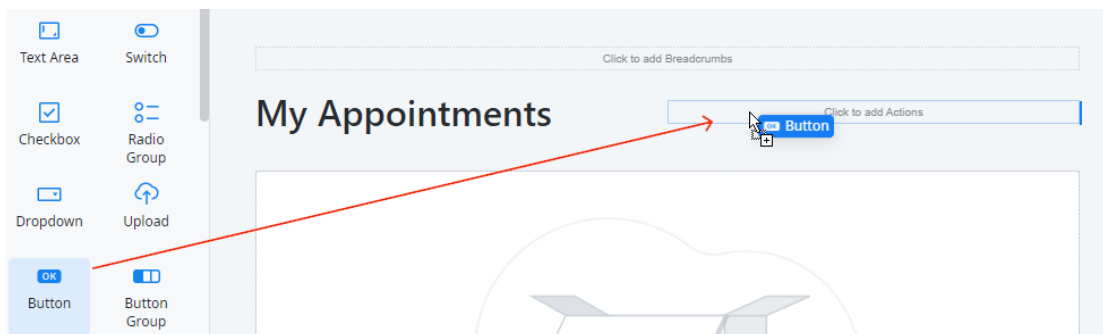 Text Area
Switch
Click to add Breadcrumbs
My Appointments
Click to add Actions
OK Button
Checkbox
Radio
Group
Dropdown
Upload
OK
Button
Button
Group